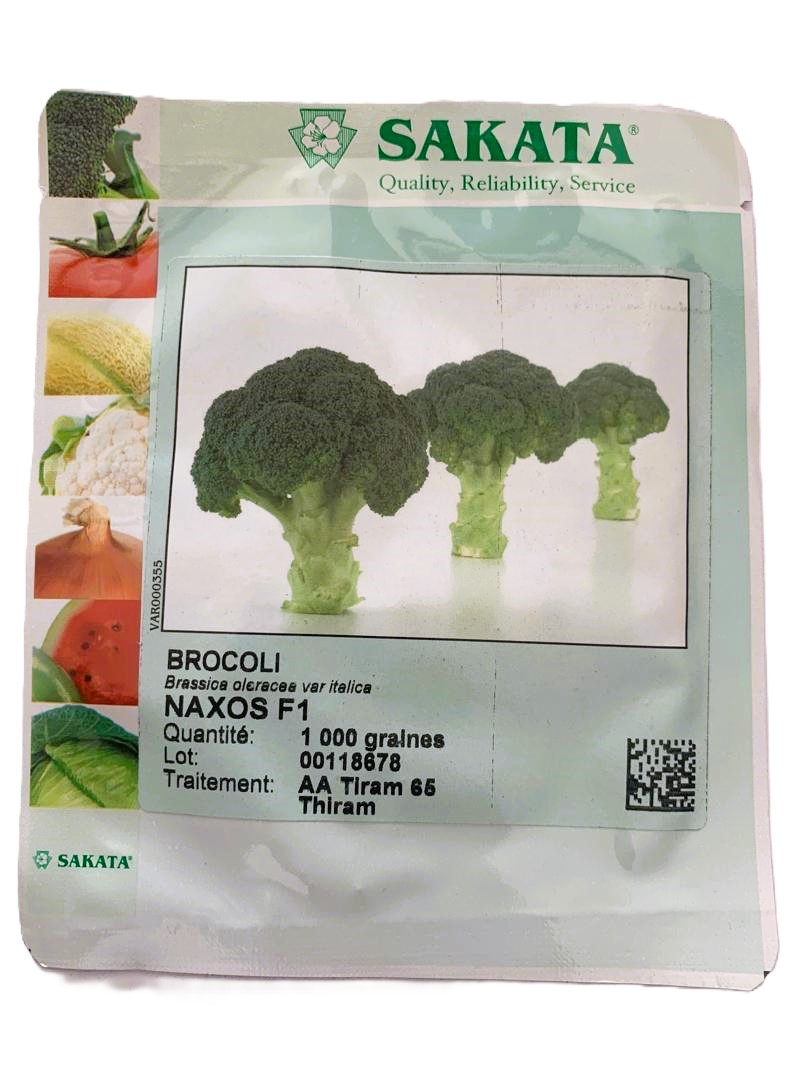 SAKATA®
Quality, Reliability, Service
VAR000355
BROCOLI
Brassica oleracea var italica
NAXOS F1
Quantité: 1 000 graines
Lot: 00118678
Traitement: AA Tiram 65
Thiram
SAKATA®